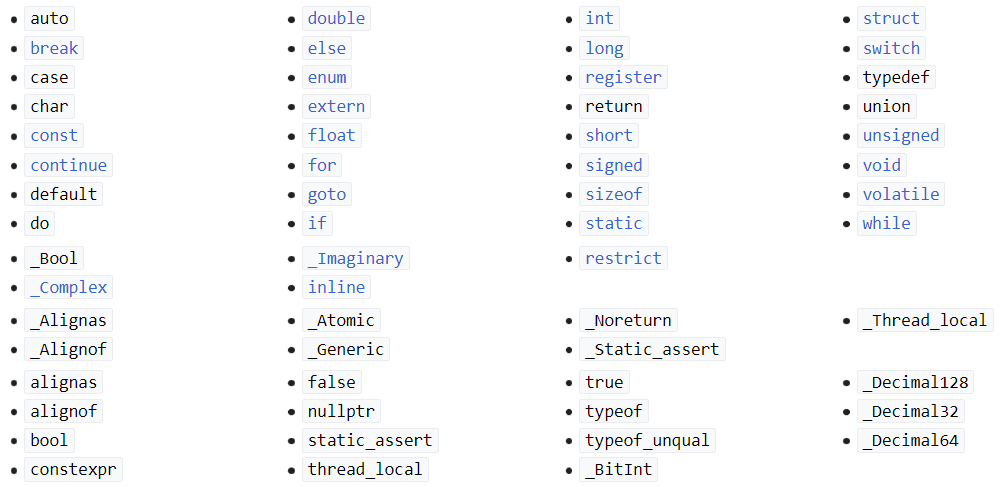 auto double int struct
break else long switch
case enum register typedef
char extern return union
const float short unsigned
continue for signed void
default goto sizeof volatile
do if static while
_Bool _Imaginary restrict
_Complex inline
_Alignas _Atomic _Noreturn _Thread_local
_Alignof _Generic _Static_assert
alignas false true _Decimal128
alignof nullptr typeof _Decimal32
bool static_assert typeof_unqual _Decimal64
constexpr thread_local _BitInt